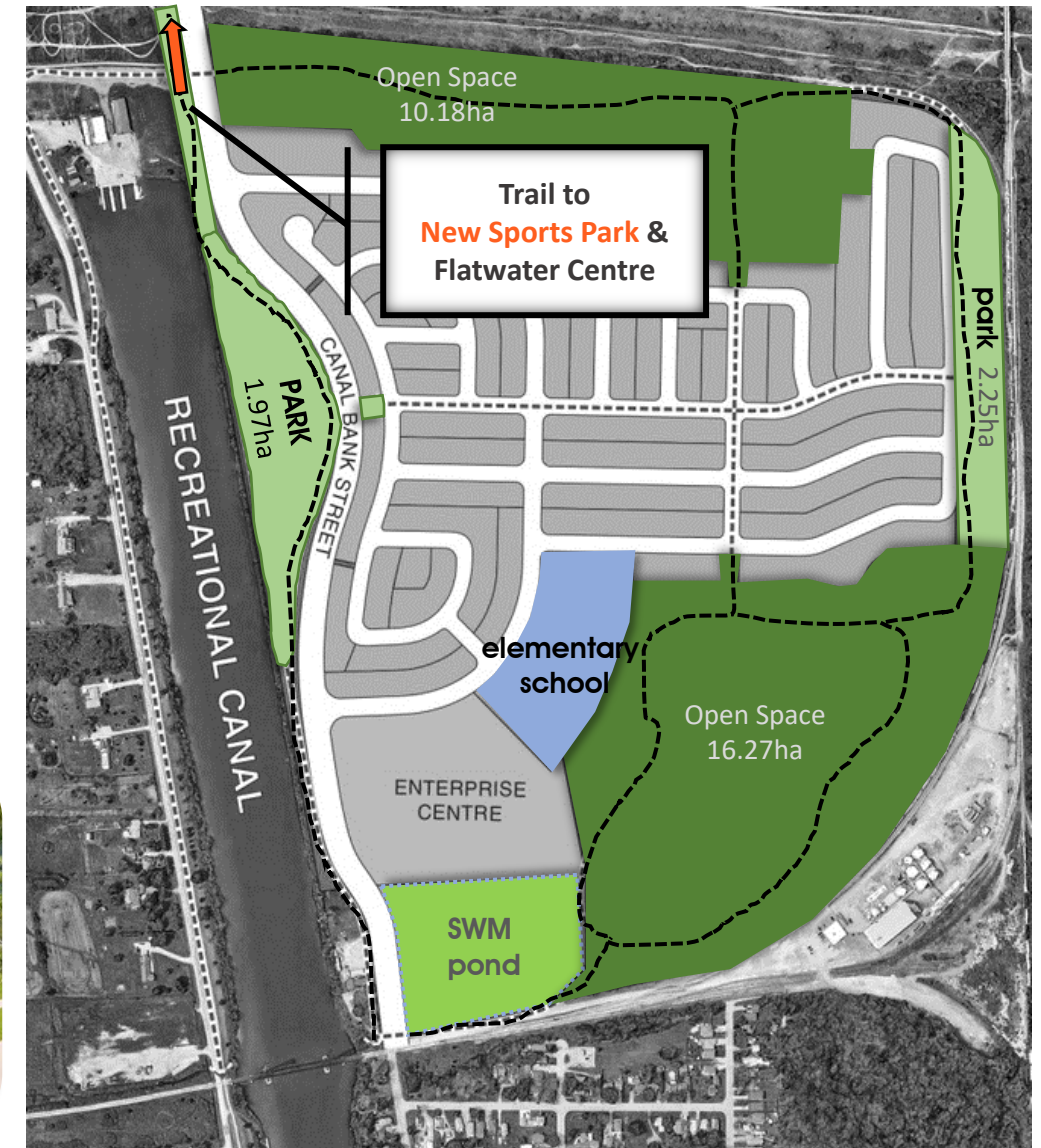 Open Space
10.18ha
Trail to
New Sports Park &
Flatwater Centre
CANAL BANK STREET
PARK
1.97ha
park 2.25ha
RECREATIONAL CANAL
elementary
school
Open Space
16.27ha
ENTERPRISE
CENTRE
SWM
pond